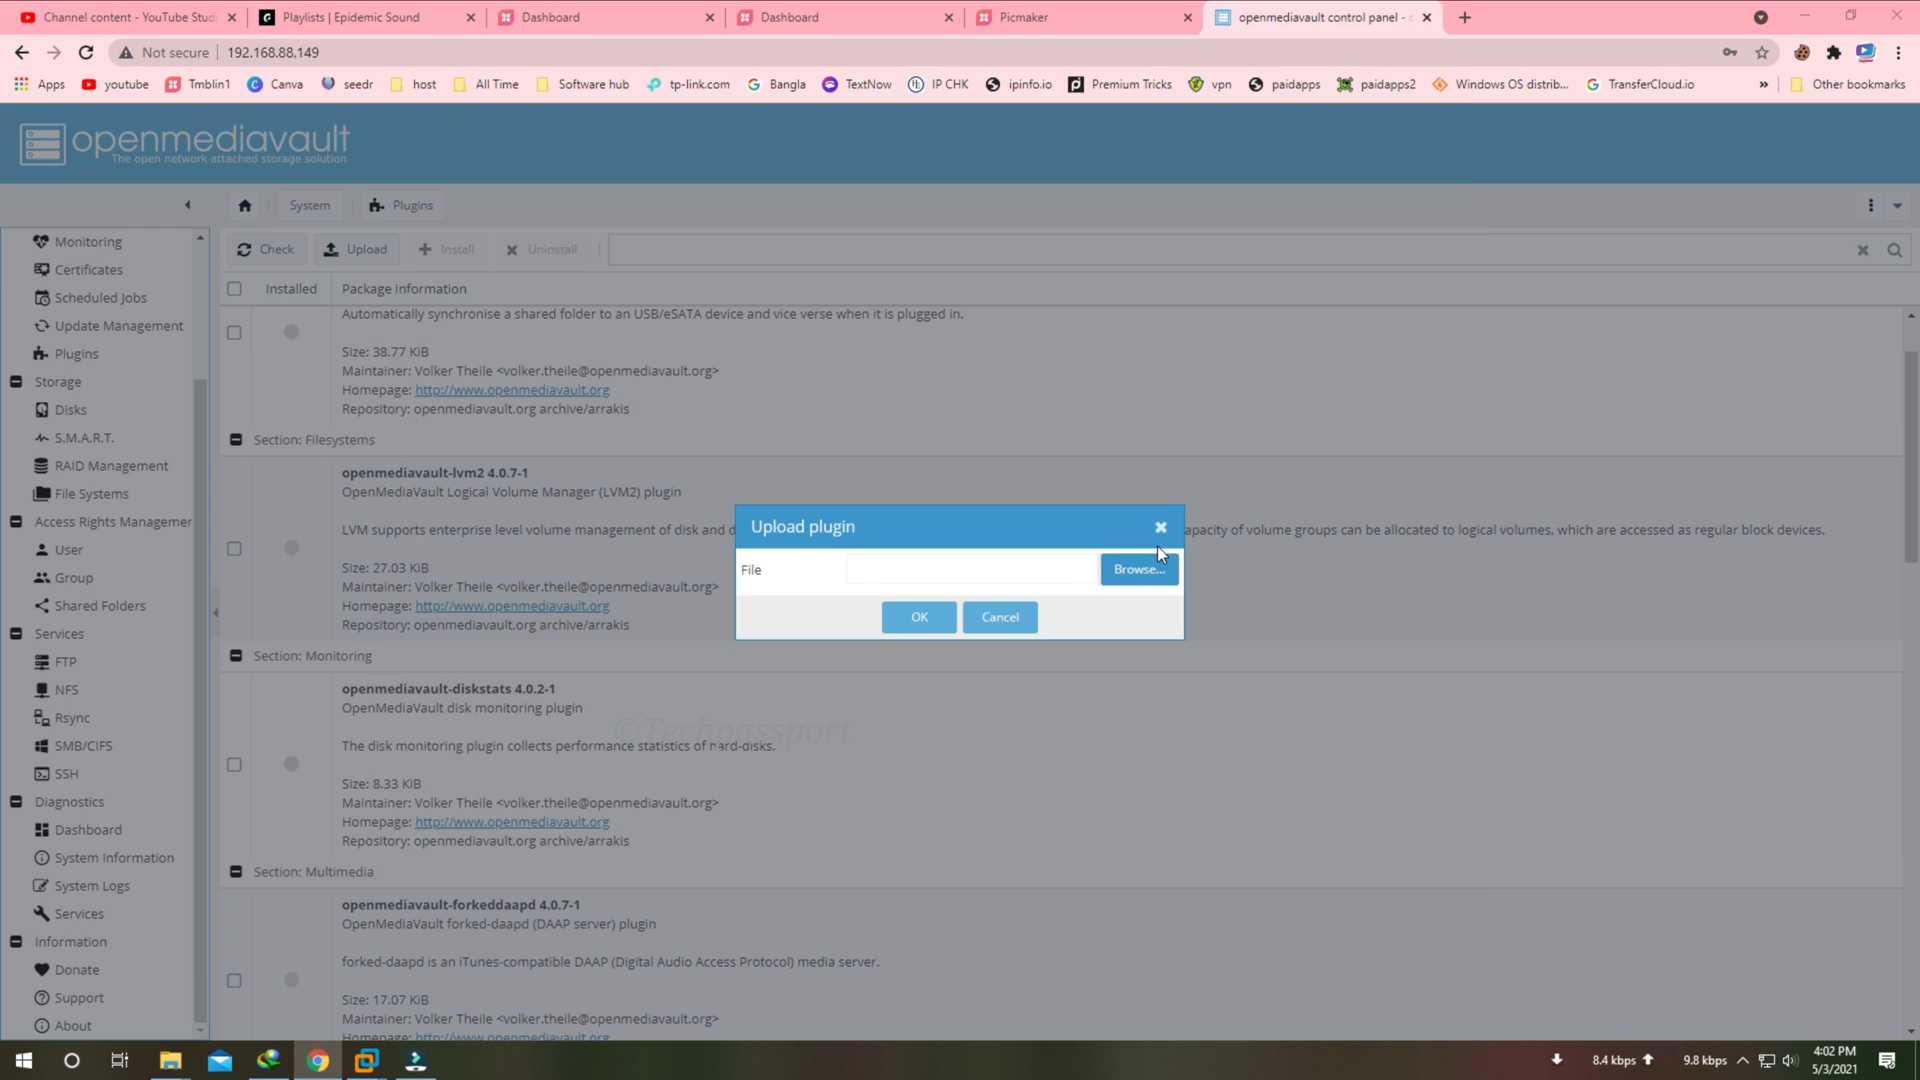 Channel content - YouTube Studi
Playlists | Epidemic Sound
Dashboard
Dashboard
Picmaker
openmediavault control panel - c
Not secure
192.168.88.149
Apps
youtube
Tmblin1
Canva
seedr
host
All Time
Software hub
tp-link.com
Bangla
TextNow
IP CHK
ipinfo.io
Premium Tricks
vpn
paidapps
paidapps2
Windows OS distrib...
TransferCloud.io
»
Other bookmarks
openmediavault
The open network attached storage solution
System
Plugins
Check
Upload
Install
Uninstall
Installed
Package information
Monitoring
Certificates
Scheduled Jobs
Update Management
Plugins
Storage
Disks
S.M.A.R.T.
RAID Management
File Systems
Access Rights Managemer
User
Group
Shared Folders
Services
FTP
NFS
Rsync
SMB/CIFS
SSH
Diagnostics
Dashboard
System Information
System Logs
Services
Information
Donate
Support
About
Automatically synchronise a shared folder to an USB/eSATA device and vice verse when it is plugged in.
Size: 38.77 KiB
Maintainer: Volker Theile <volker.theile@openmediavault.org>
Homepage: http://www.openmediavault.org
Repository: openmediavault.org archive/arrakis
Section: Filesystems
openmediavault-lvm2 4.0.7-1
OpenMediaVault Logical Volume Manager (LVM2) plugin
LVM supports enterprise level volume management of disk and d
apacity of volume groups can be allocated to logical volumes, which are accessed as regular block devices.
Size: 27.03 KiB
Maintainer: Volker Theile <volker.theile@openmediavault.org>
Homepage: http://www.openmediavault.org
Repository: openmediavault.org archive/arrakis
Upload plugin
File
Browse...
OK
Cancel
Section: Monitoring
openmediavault-diskstats 4.0.2-1
OpenMediaVault disk monitoring plugin
©Techpassport
The disk monitoring plugin collects performance statistics of hard-disks.
Size: 8.33 KiB
Maintainer: Volker Theile <volker.theile@openmediavault.org>
Homepage: http://www.openmediavault.org
Repository: openmediavault.org archive/arrakis
Section: Multimedia
openmediavault-forkeddaapd 4.0.7-1
OpenMediaVault forked-daapd (DAAP server) plugin
forked-daapd is an iTunes-compatible DAAP (Digital Audio Access Protocol) media server.
Size: 17.07 KiB
Maintainer: Volker Theile <volker.theile@openmediavault.org>
Homepage: http://www.openmediavault.org
8.4 kbps
9.8 kbps
4:02 PM
5/3/2021